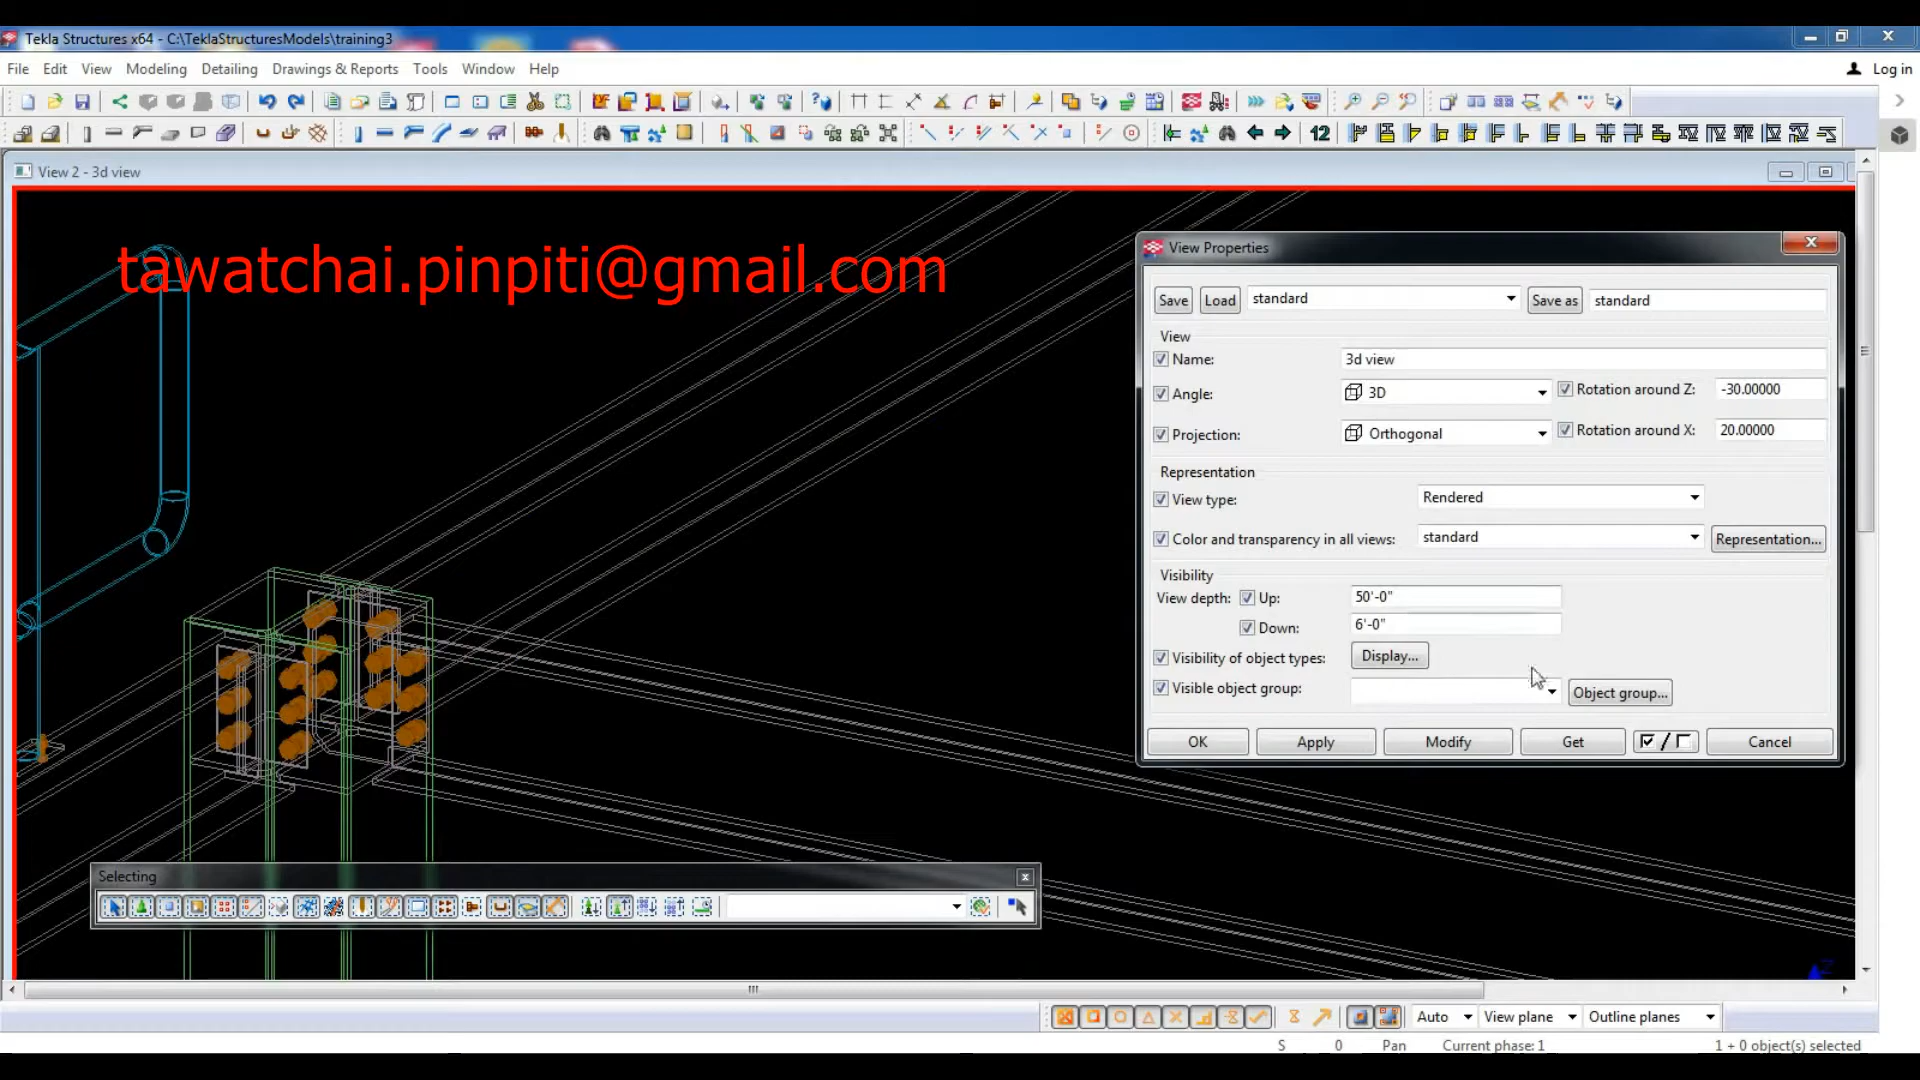 Tekla Structures x64 - C:\TeklaStructuresModels\training3
File Edit View Modeling Detailing Drawings & Reports Tools Window Help
Log in
12
View 2 - 3d view
tawatchai.pinpiti@gmail.com
View Properties
Save Load standard Save as standard
View
Name: 3d view
Angle: 3D Rotation around Z: -30.00000
Projection: Orthogonal Rotation around X: 20.00000
Representation
View type: Rendered
Color and transparency in all views: standard Representation...
Visibility
View depth: Up: 50'-0"
Down: 6'-0"
Visibility of object types: Display...
Visible object group: Object group...
OK Apply Modify Get / Cancel
Selecting
Auto View plane Outline planes
S 0 Pan Current phase: 1 1 + 0 object(s) selected